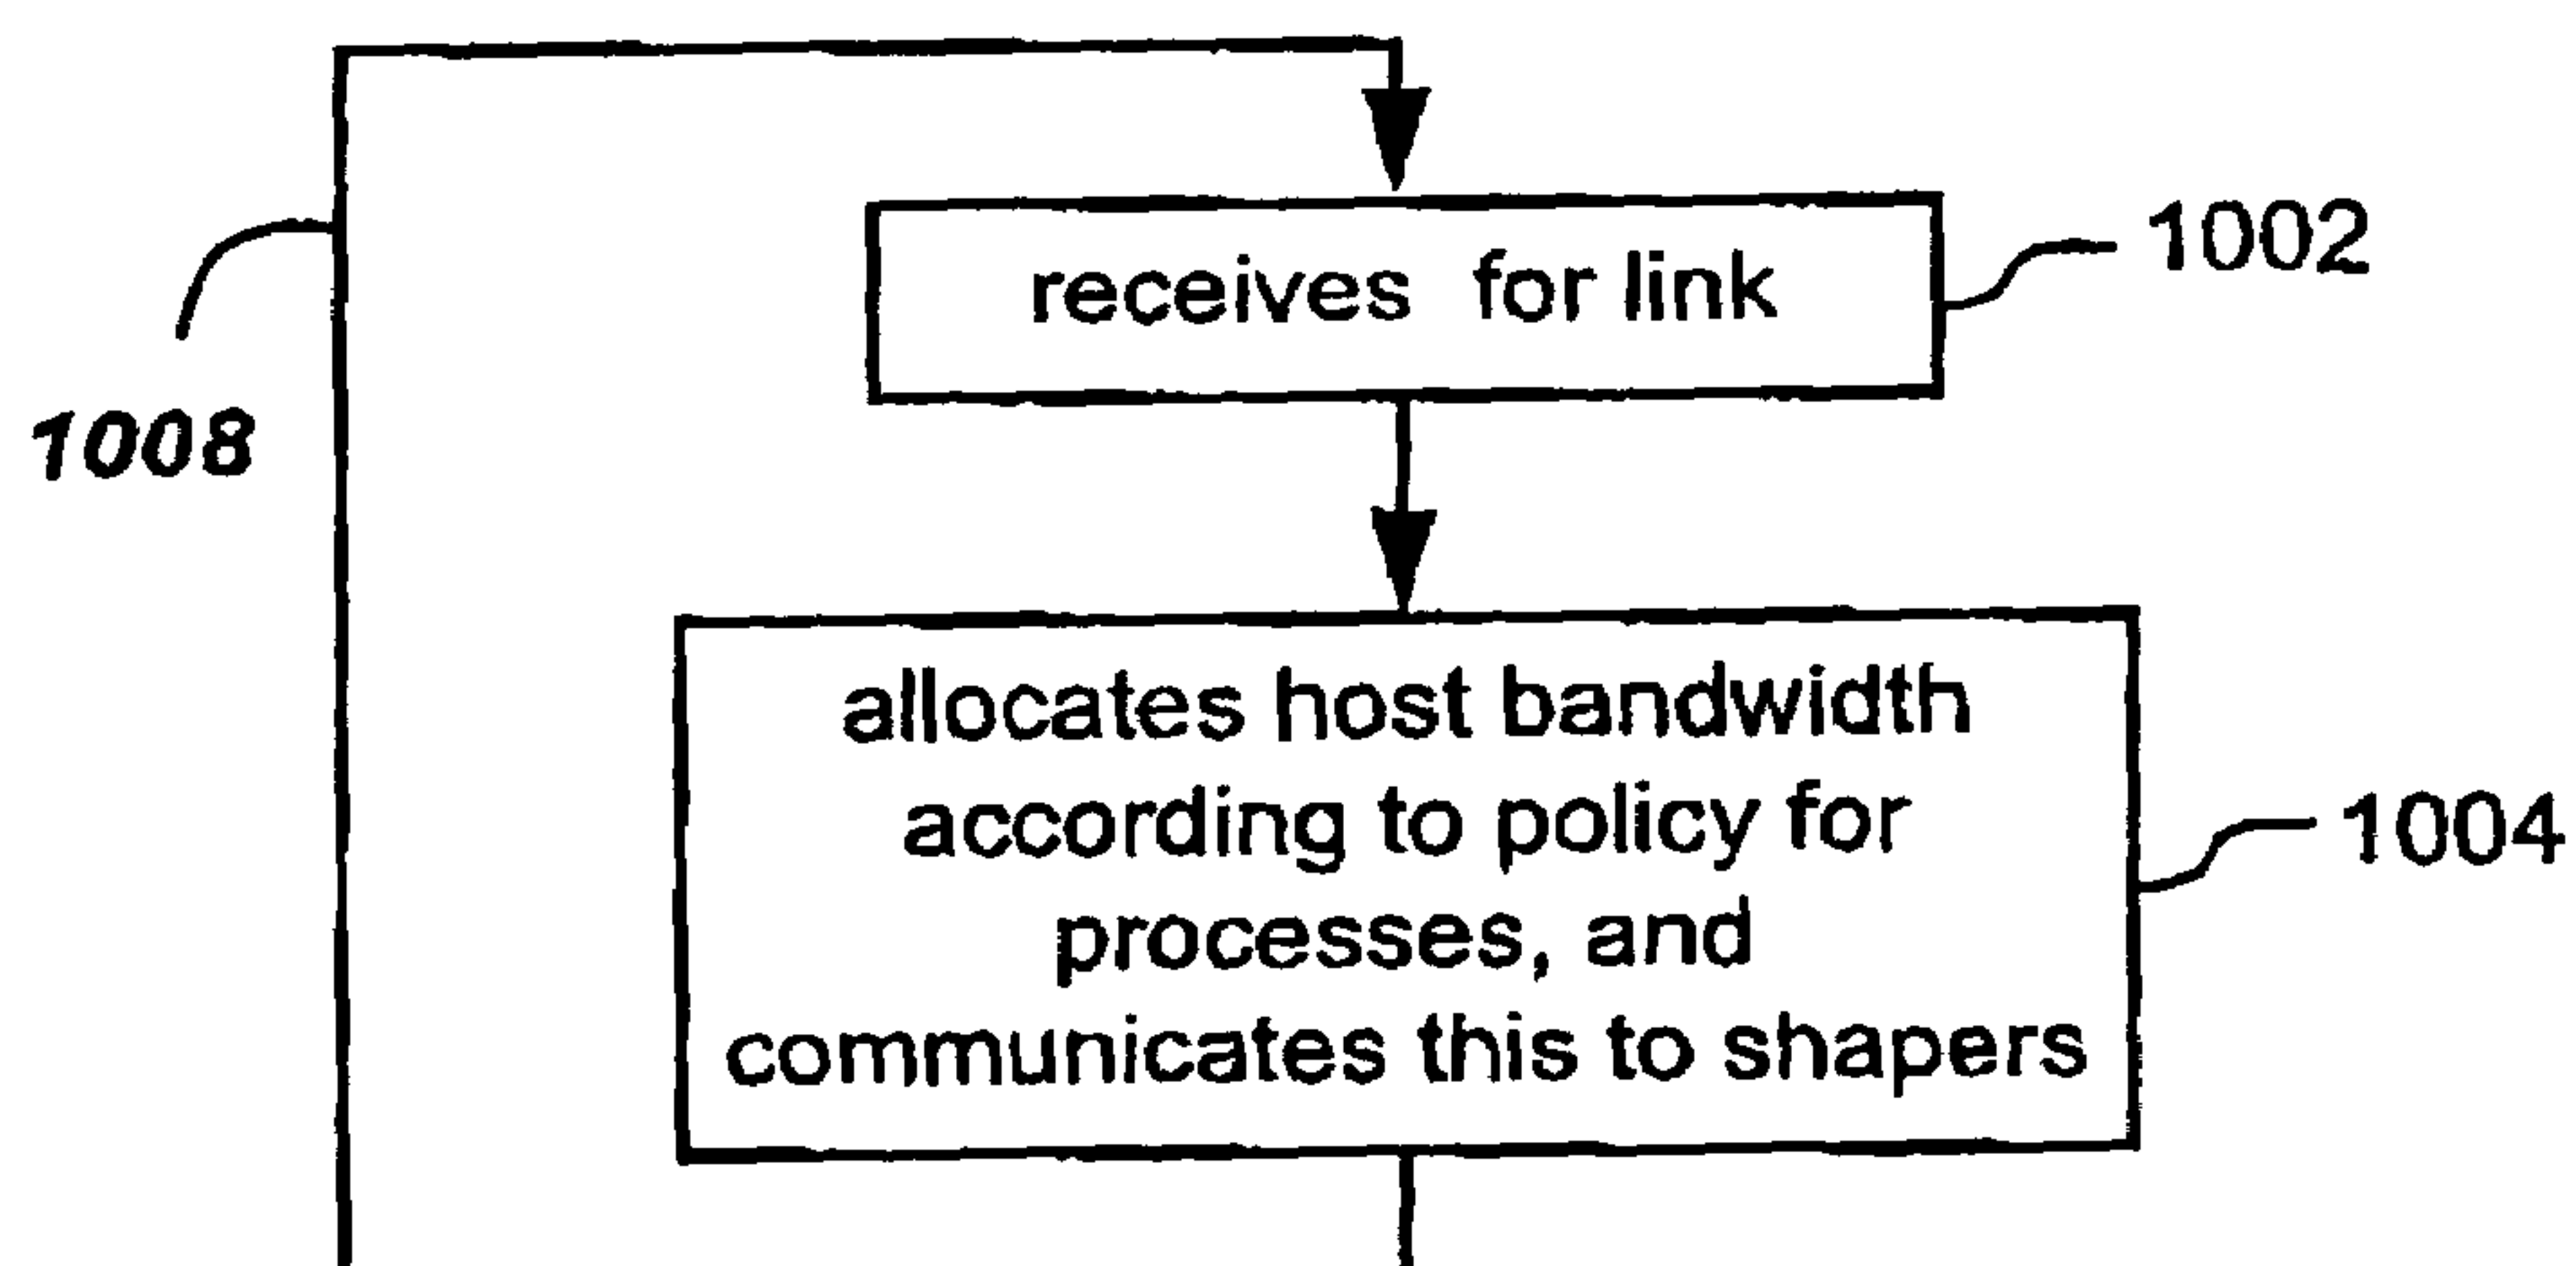 receives for link
1002
1008
allocates host bandwidth
according to policy for
processes, and
communicates this to shapers
1004